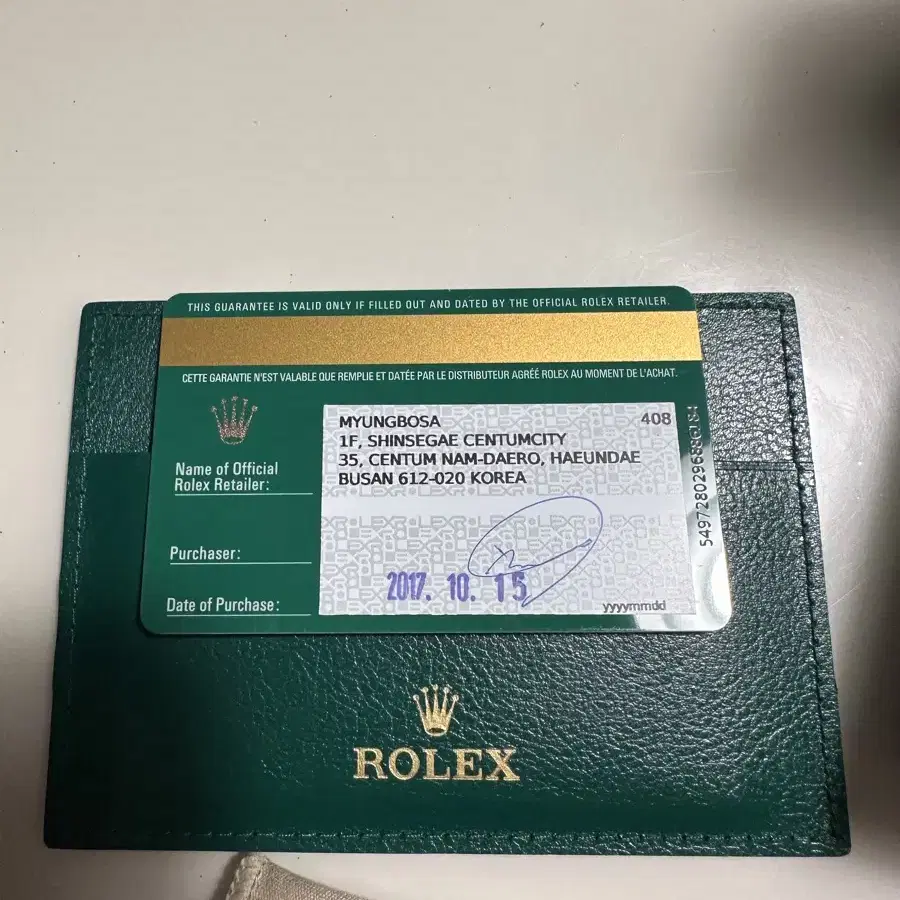 THIS GUARANTEE IS VALID ONLY IF FILLED OUT AND DATED BY THE OFFICIAL ROLEX RETAILER.
CETTE GARANTIE N'EST VALABLE QUE REMPLIE ET DATÉE PAR LE DISTRIBUTEUR AGRÉÉ ROLEX AU MOMENT DE L'ACHAT.
MYUNGBOSA 408
1F, SHINSEGAE CENTUMCITY
35, CENTUM NAM-DAERO, HAEUNDAE
BUSAN 612-020 KOREA
Name of Official
Rolex Retailer:
Purchaser:
Date of Purchase:
2017. 10. 15
yyyymmdd
ROLEX